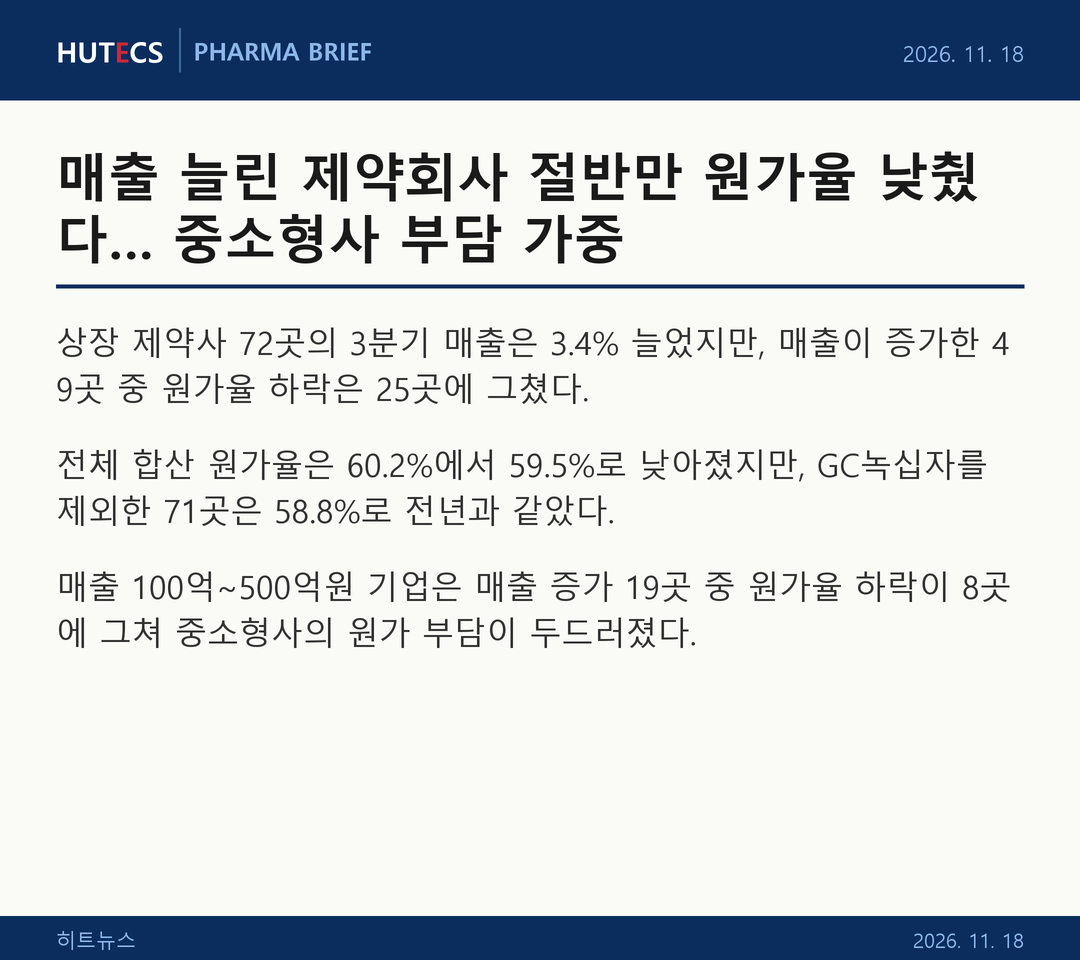 HUTECS | PHARMA BRIEF
2026. 11. 18
매출 늘린 제약회사 절반만 원가율 낮췄
다... 중소형사 부담 가중
상장 제약사 72곳의 3분기 매출은 3.4% 늘었지만, 매출이 증가한 4
9곳 중 원가율 하락은 25곳에 그쳤다.
전체 합산 원가율은 60.2%에서 59.5%로 낮아졌지만, GC녹십자를
제외한 71곳은 58.8%로 전년과 같았다.
매출 100억~500억원 기업은 매출 증가 19곳 중 원가율 하락이 8곳
에 그쳐 중소형사의 원가 부담이 두드러졌다.
히트뉴스
2026. 11. 18